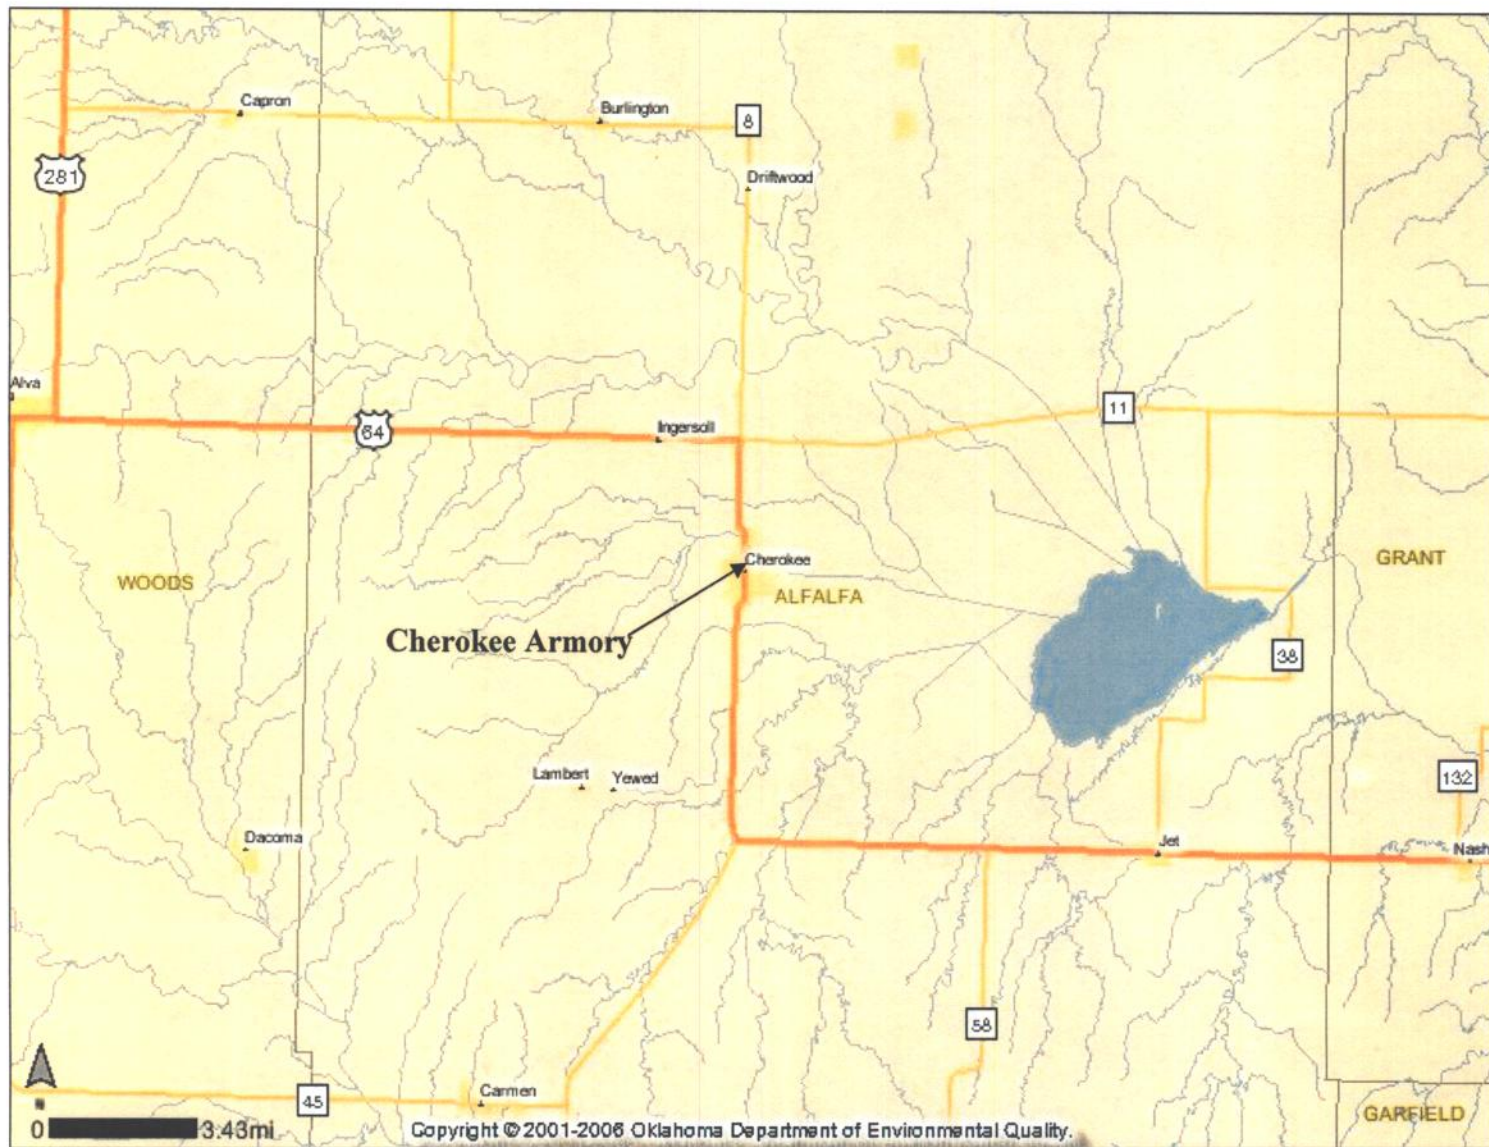 Capron
Burlington
8
281
Driftwood
Alva
11
64
Ingersoll
Cherokee
WOODS
GRANT
ALFALFA
Cherokee Armory
38
Lambert
Yewed
132
Dacoma
Jet
Nash
58
Carmen
45
GARFIELD
0 3.43mi
Copyright © 2001-2006 Oklahoma Department of Environmental Quality.